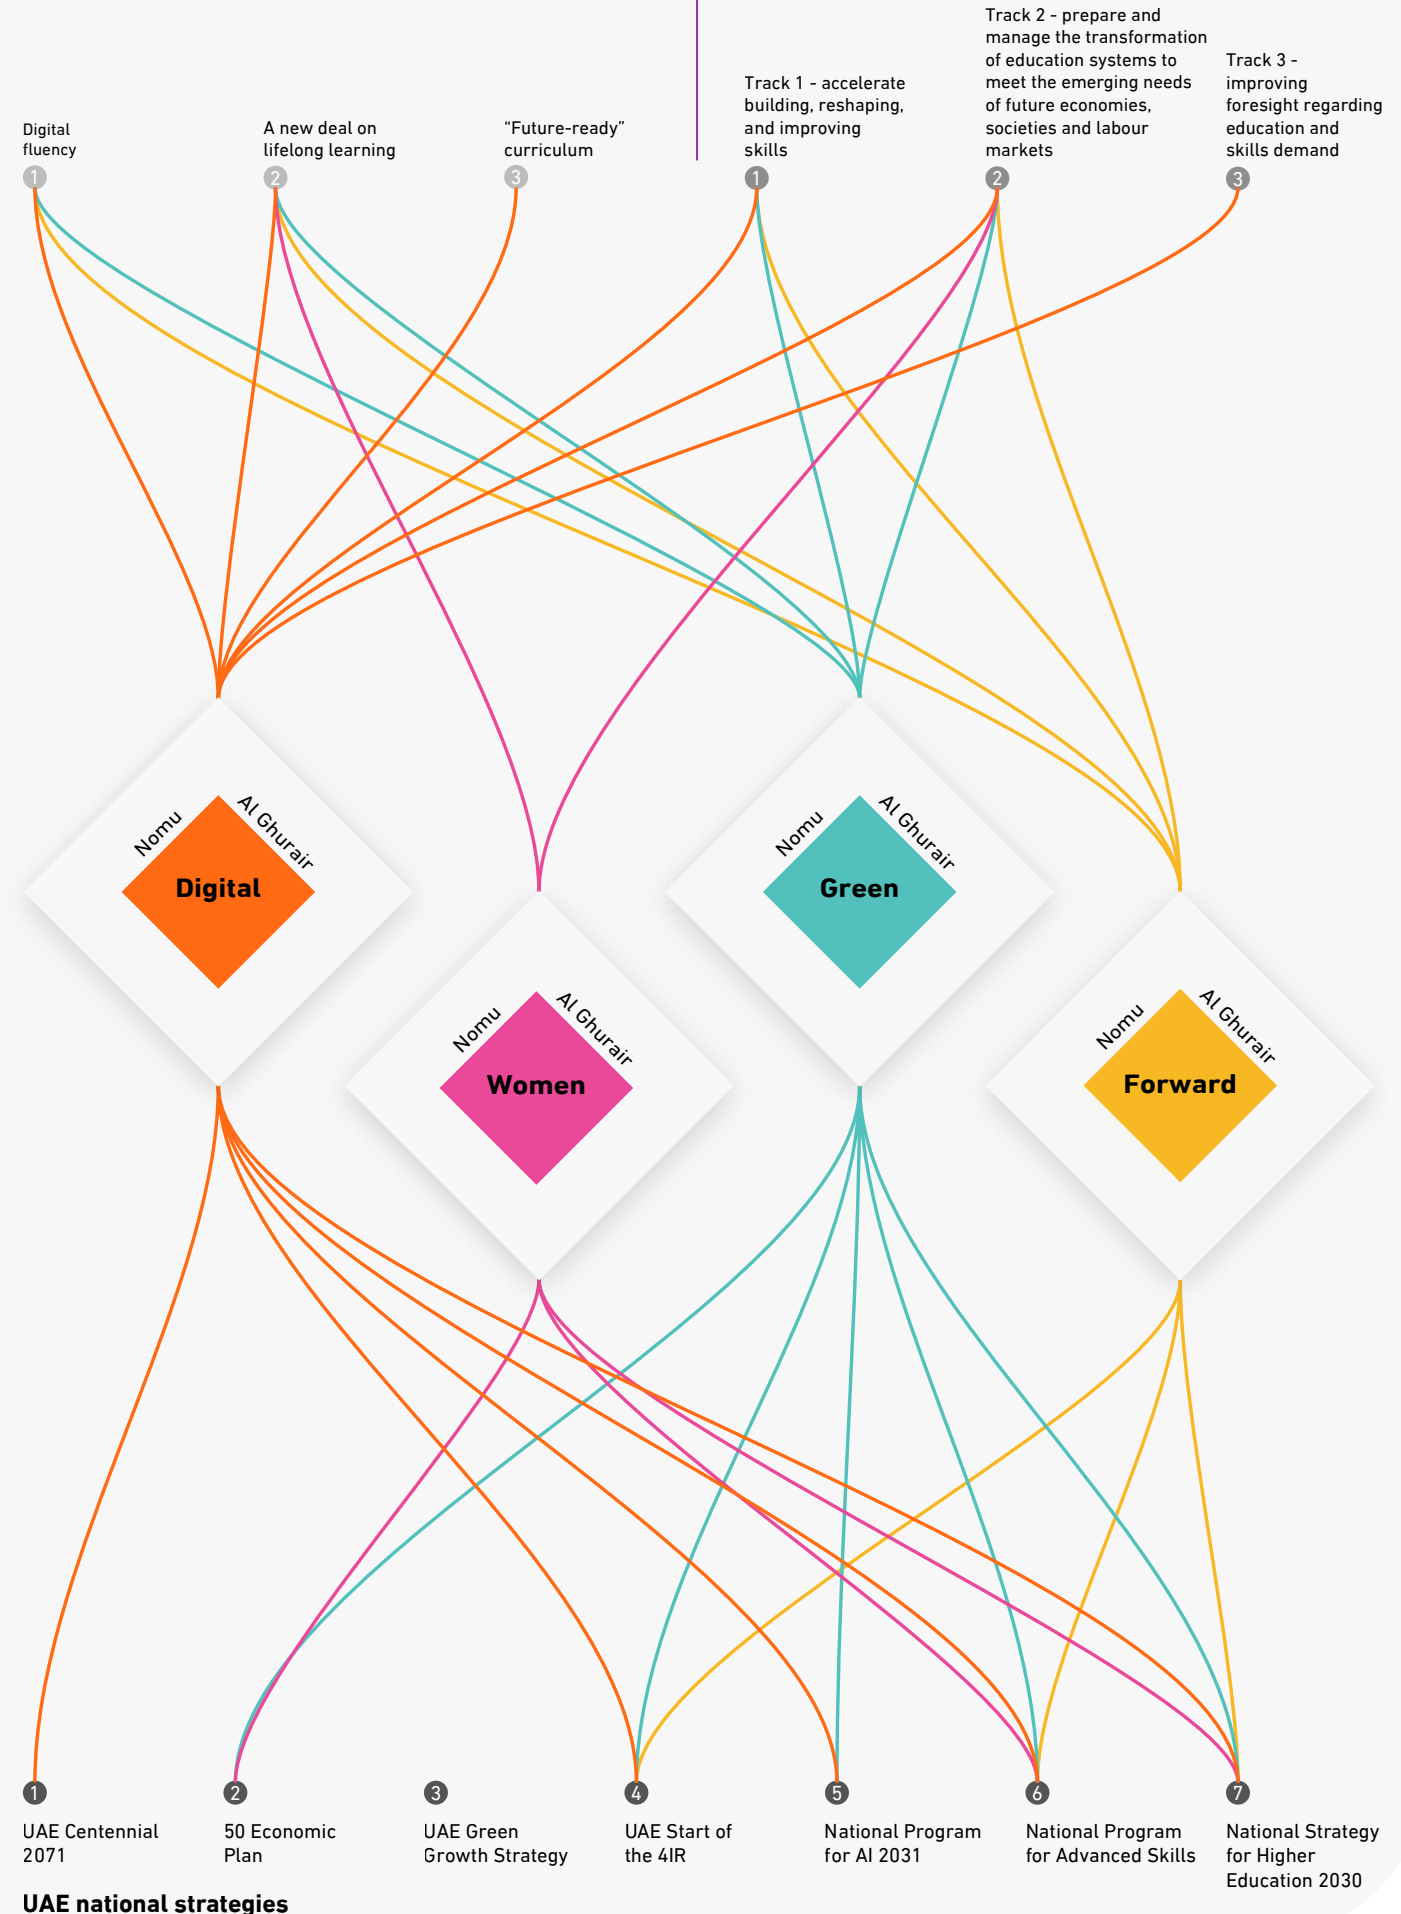 Digital
fluency
1
A new deal on
lifelong learning
2
“Future-ready”
curriculum
3
Track 1 - accelerate
building, reshaping,
and improving
skills
1
Track 2 - prepare and
manage the transformation
of education systems to
meet the emerging needs
of future economies,
societies and labour
markets
2
Track 3 -
improving
foresight regarding
education and
skills demand
3
Nomu
Al Ghurair
Digital
Nomu
Al Ghurair
Women
Nomu
Al Ghurair
Green
Nomu
Al Ghurair
Forward
1
UAE Centennial
2071
2
50 Economic
Plan
3
UAE Green
Growth Strategy
4
UAE Start of
the 4IR
5
National Program
for AI 2031
6
National Program
for Advanced Skills
7
National Strategy
for Higher
Education 2030
UAE national strategies